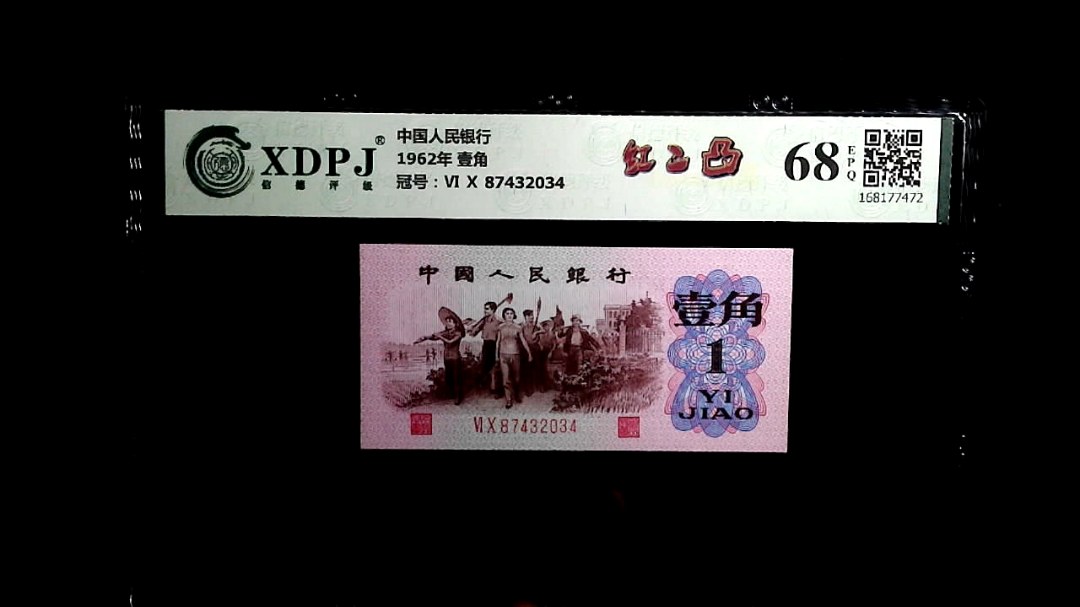 XDPJ®
信德评级
中国人民银行
1962年 壹角
冠号：VI X 87432034
红二凸
68
EPQ
168177472
中國人民銀行
壹角
1
YI
JIAO
VI X 87432034